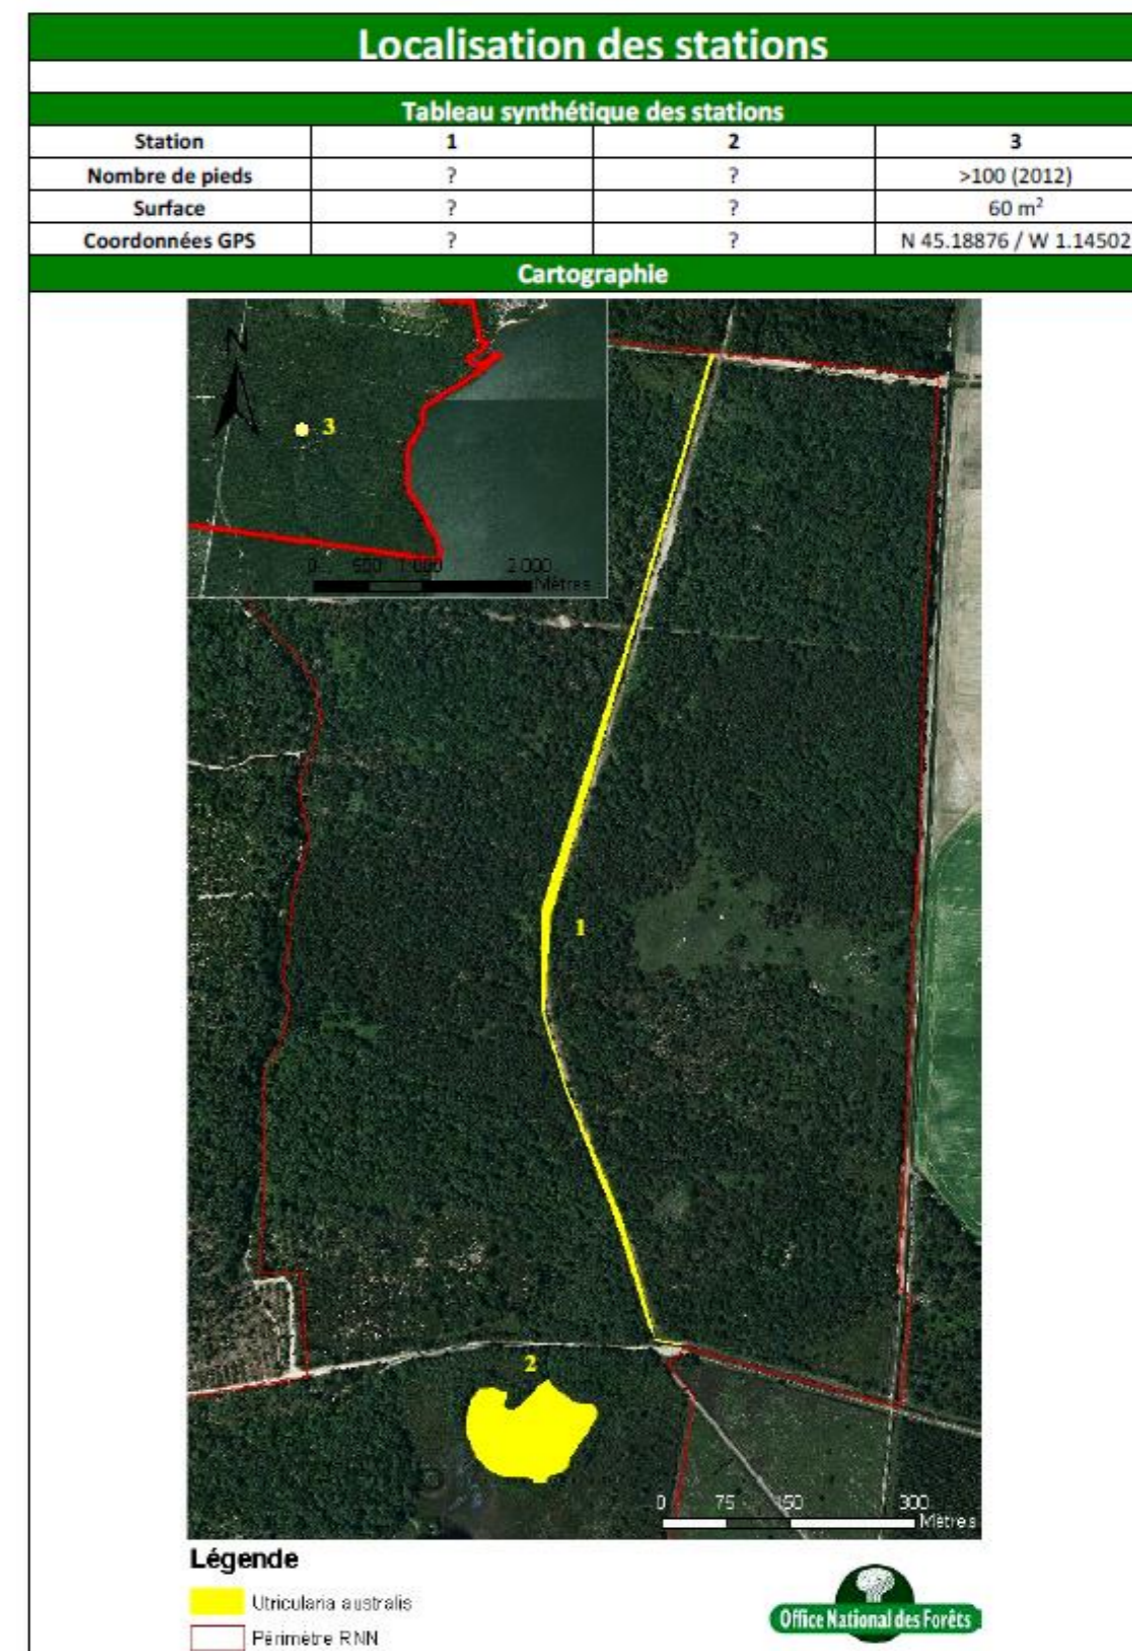 Localisation des stations
Tableau synthétique des stations
Station 1 2 3
Nombre de pieds ? ? >100 (2012)
Surface ? ? 60 m²
Coordonnées GPS ? ? N 45.18876 / W 1.14502
Cartographie
N
3
0 500 1 000 2 000
Mètres
1
2
0 75 150 300
Mètres
Légende
Utricularia australis
Périmètre RNN
Office National des Forêts